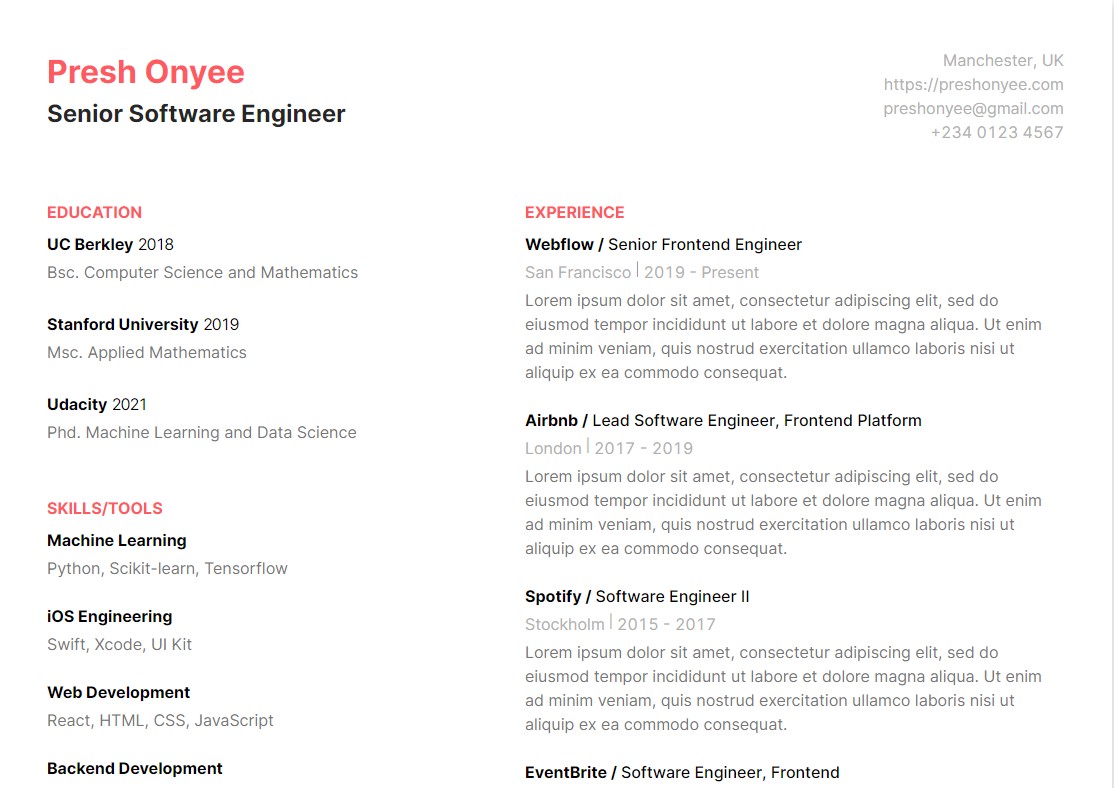 Presh Onyee
Senior Software Engineer
Manchester, UK
https://preshonyee.com
preshonyee@gmail.com
+234 0123 4567
EDUCATION
UC Berkley 2018
Bsc. Computer Science and Mathematics
Stanford University 2019
Msc. Applied Mathematics
Udacity 2021
Phd. Machine Learning and Data Science
SKILLS/TOOLS
Machine Learning
Python, Scikit-learn, Tensorflow
iOS Engineering
Swift, Xcode, UI Kit
Web Development
React, HTML, CSS, JavaScript
Backend Development
EXPERIENCE
Webflow / Senior Frontend Engineer
San Francisco | 2019 - Present
Lorem ipsum dolor sit amet, consectetur adipiscing elit, sed do
eiusmod tempor incididunt ut labore et dolore magna aliqua. Ut enim
ad minim veniam, quis nostrud exercitation ullamco laboris nisi ut
aliquip ex ea commodo consequat.
Airbnb / Lead Software Engineer, Frontend Platform
London | 2017 - 2019
Lorem ipsum dolor sit amet, consectetur adipiscing elit, sed do
eiusmod tempor incididunt ut labore et dolore magna aliqua. Ut enim
ad minim veniam, quis nostrud exercitation ullamco laboris nisi ut
aliquip ex ea commodo consequat.
Spotify / Software Engineer II
Stockholm | 2015 - 2017
Lorem ipsum dolor sit amet, consectetur adipiscing elit, sed do
eiusmod tempor incididunt ut labore et dolore magna aliqua. Ut enim
ad minim veniam, quis nostrud exercitation ullamco laboris nisi ut
aliquip ex ea commodo consequat.
EventBrite / Software Engineer, Frontend